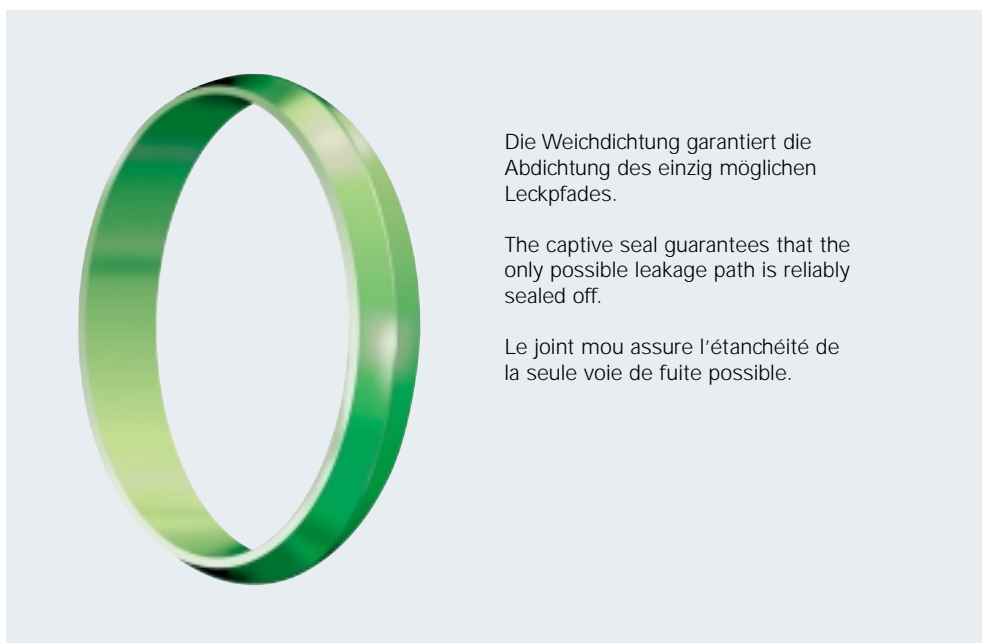 Die Weichdichtung garantiert die
Abdichtung des einzig möglichen
Leckpfades.
The captive seal guarantees that the
only possible leakage path is reliably
sealed off.
Le joint mou assure l'étanchéité de
la seule voie de fuite possible.